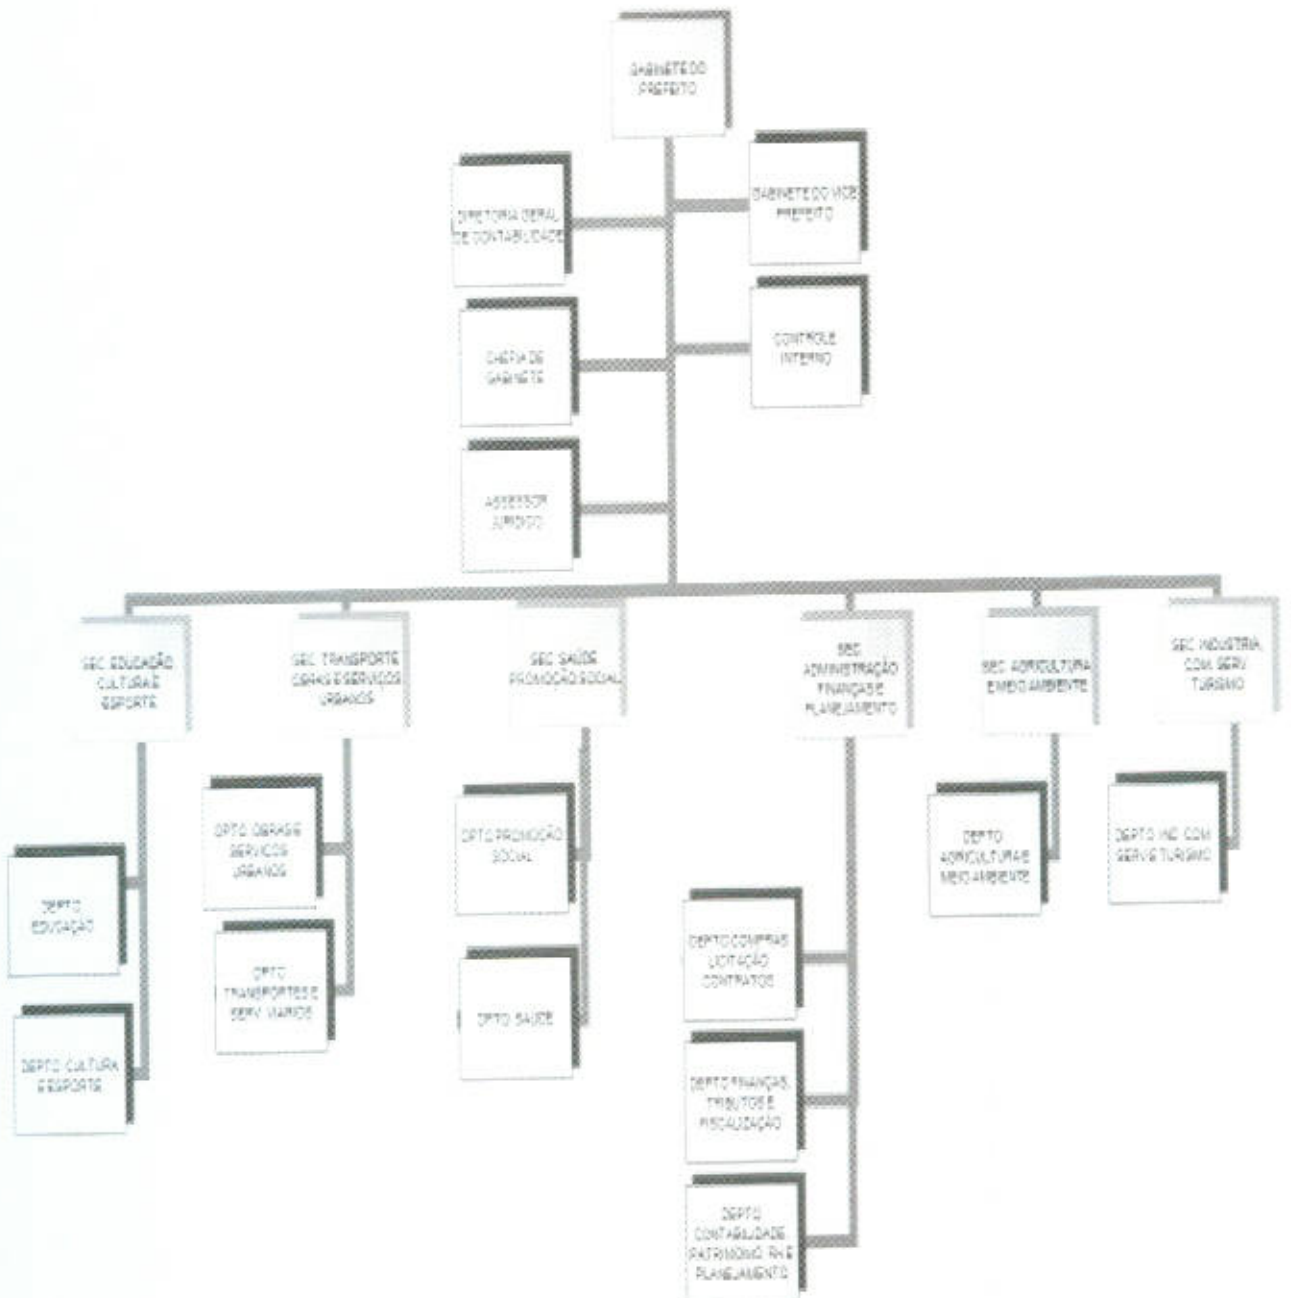 GABINETE DO
PREFEITO
DIRETORIA GERAL
DE CONTABILIDADE
GABINETE DO VICE
PREFEITO
CHEFIA DE
GABINETE
CONTROLE
INTERNO
ASSESSOR
JURIDICO
SEC. EDUCAÇÃO
CULTURA E
ESPORTE
SEC. TRANSPORTE
OBRAS E SERVIÇOS
URBANOS
SEC. SAÚDE
PROMOÇÃO SOCIAL
SEC.
ADMINISTRAÇÃO
FINANÇAS E
PLANEJAMENTO
SEC. AGRICULTURA
E MEIO AMBIENTE
SEC. INDUSTRIA,
COM. SERV.
TURISMO
DEPTO
EDUCAÇÃO
DEPTO CULTURA
E ESPORTE
DPTO. OBRAS E
SERVIÇOS
URBANOS
DPTO
TRANSPORTES E
SERV. VIARIOS
DPTO PROMOÇÃO
SOCIAL
DPTO. SAUDE
DEPTO COMPRAS
LICITAÇÃO
CONTRATOS
DEPTO FINANÇAS,
TRIBUTOS E
FISCALIZAÇÃO
DEPTO
CONTABILIDADE,
PATRIMONIO, RH E
PLANEJAMENTO
DEPTO
AGRICULTURA E
MEIO AMBIENTE
DEPTO IND. COM.
SERV E TURISMO